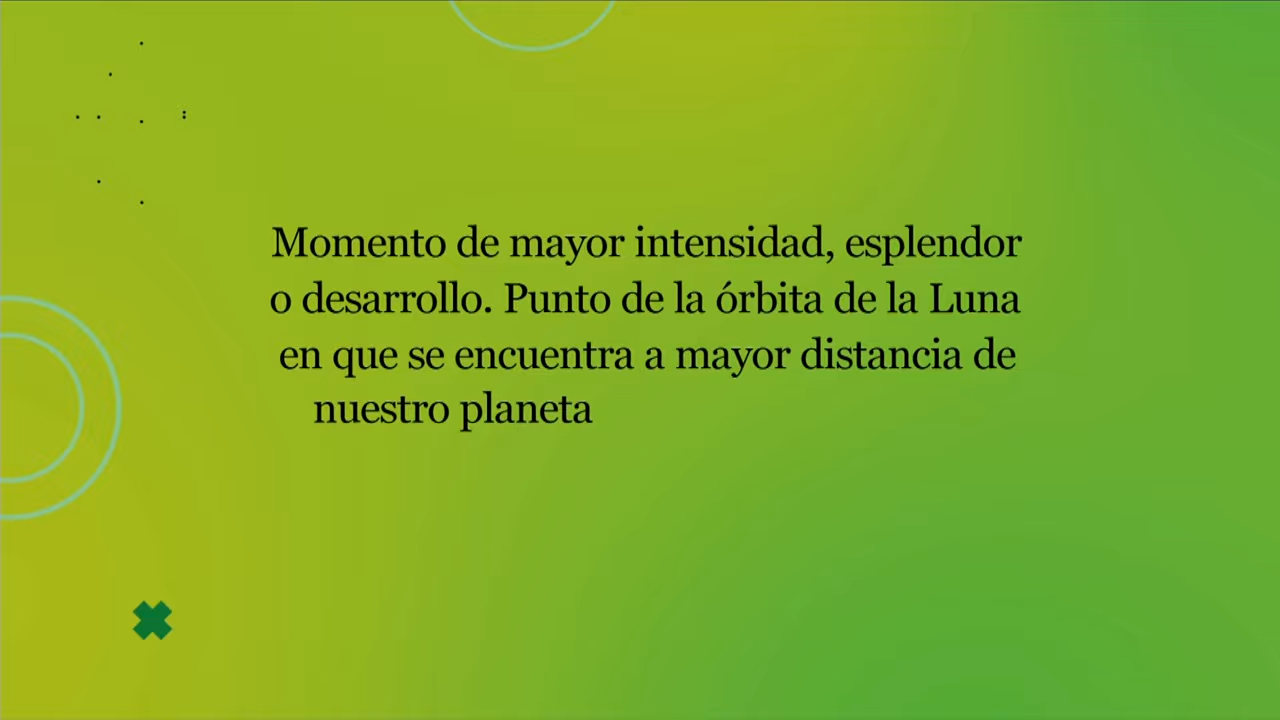 Momento de mayor intensidad, esplendor
o desarrollo. Punto de la órbita de la Luna
en que se encuentra a mayor distancia de
nuestro planeta